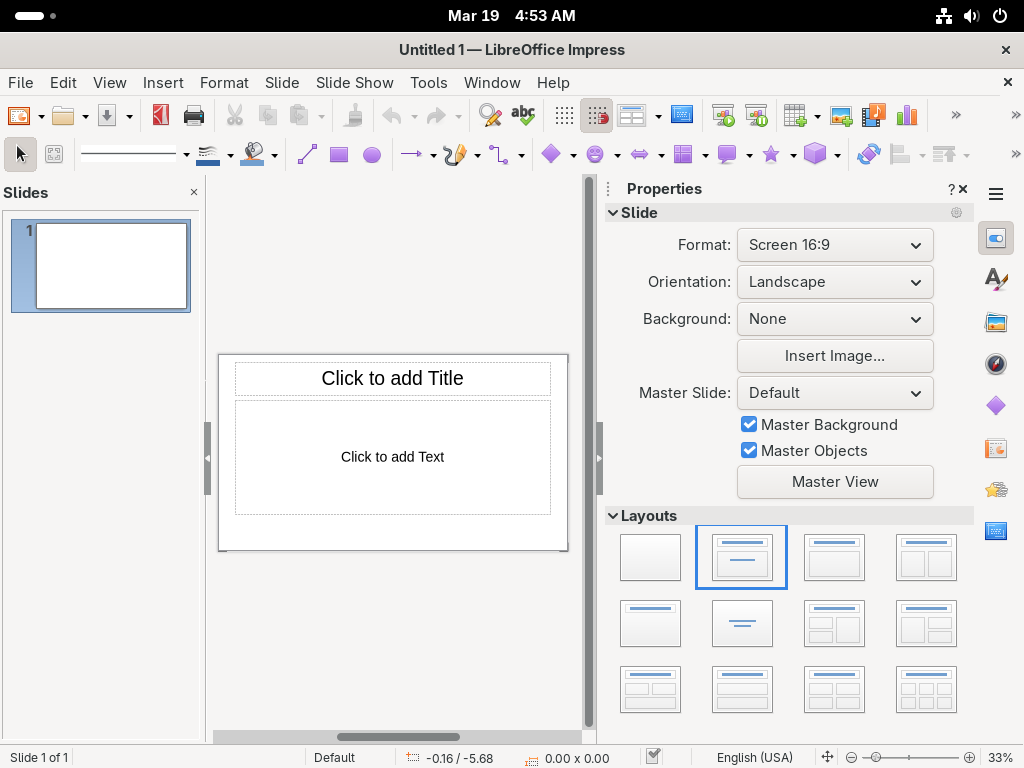 Mar 19 4:53 AM
Untitled 1 — LibreOffice Impress
File Edit View Insert Format Slide Slide Show Tools Window Help
abc
Slides
1
Click to add Title
Click to add Text
Properties
?
Slide
Format: Screen 16:9
Orientation: Landscape
Background: None
Insert Image...
Master Slide: Default
Master Background
Master Objects
Master View
Layouts
Slide 1 of 1 Default -0.16 / -5.68 0.00 x 0.00 English (USA) 33%